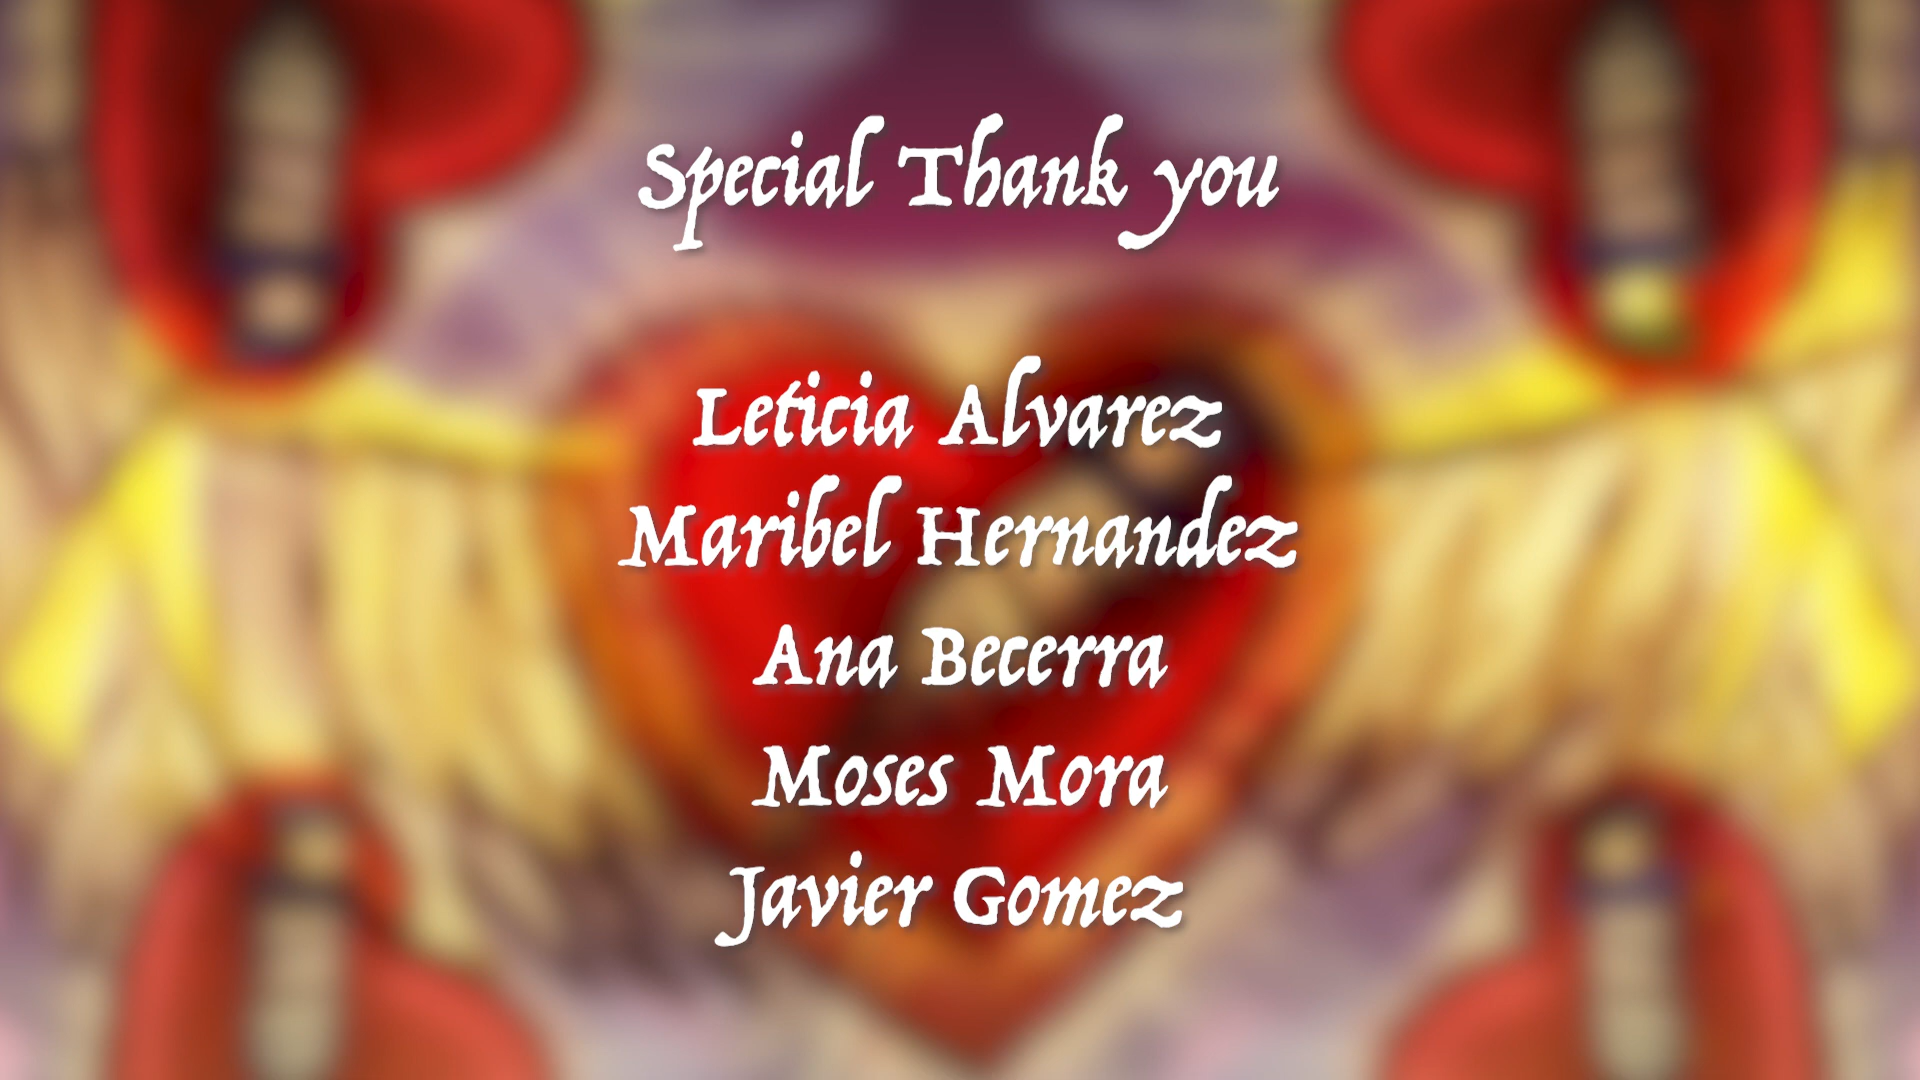 Special Thank you
Leticia Alvarez
Maribel Hernandez
Ana Becerra
Moses Mora
Javier Gomez